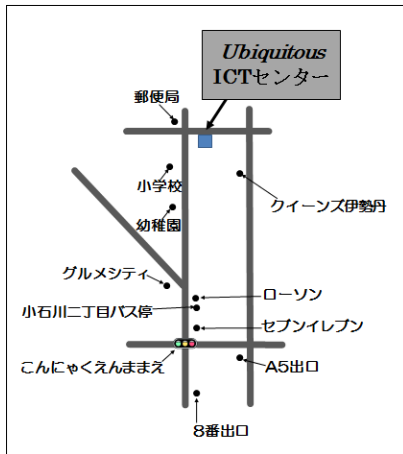 Ubiquitous
ICTセンター
郵便局
小学校
クイーンズ伊勢丹
幼稚園
グルメシティ
ローソン
小石川二丁目バス停
セブンイレブン
こんにゃくえんままえ
A5出口
8番出口